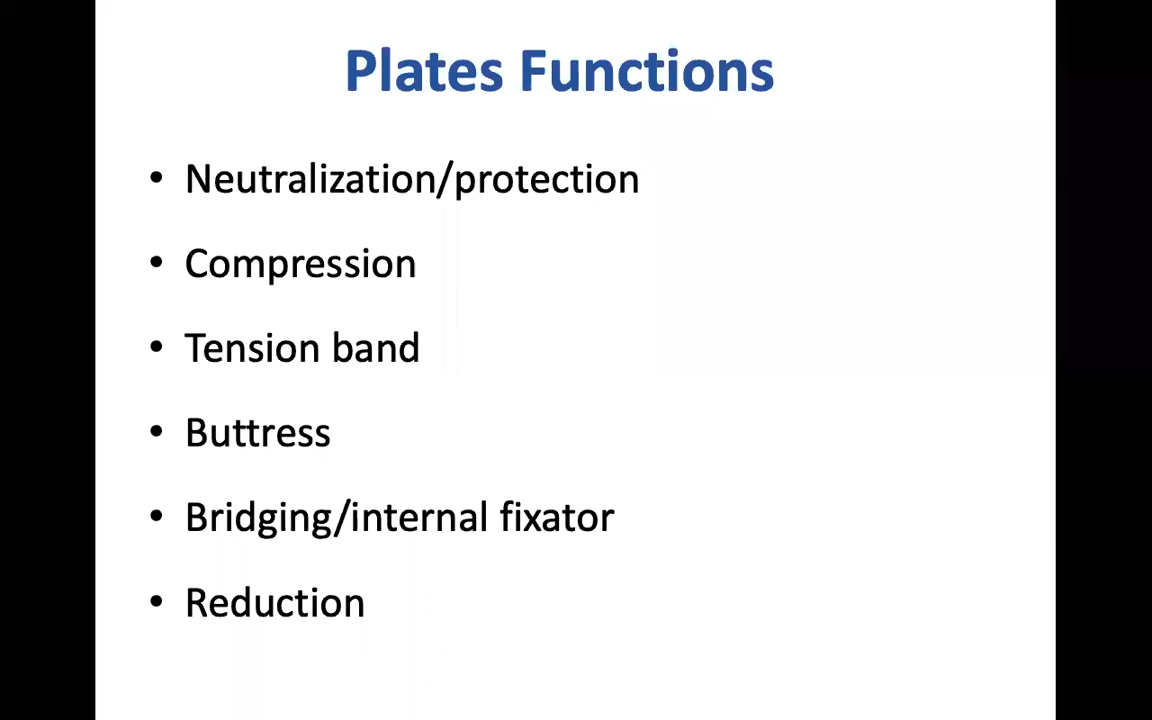 Plates Functions
• Neutralization/protection
• Compression
• Tension band
• Buttress
• Bridging/internal fixator
• Reduction